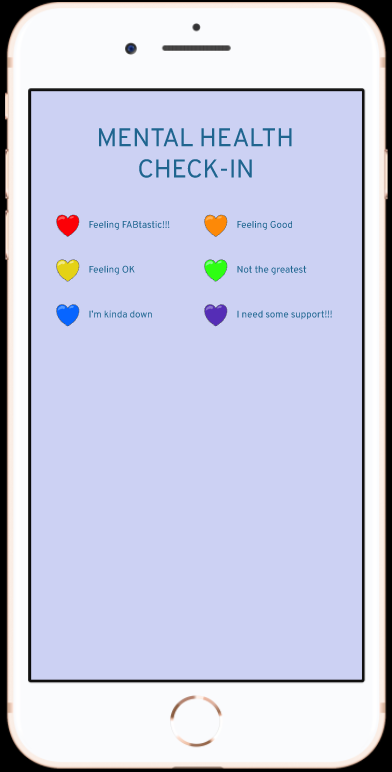 MENTAL HEALTH
CHECK-IN
Feeling FABtastic!!!
Feeling Good
Feeling OK
Not the greatest
I'm kinda down
I need some support!!!